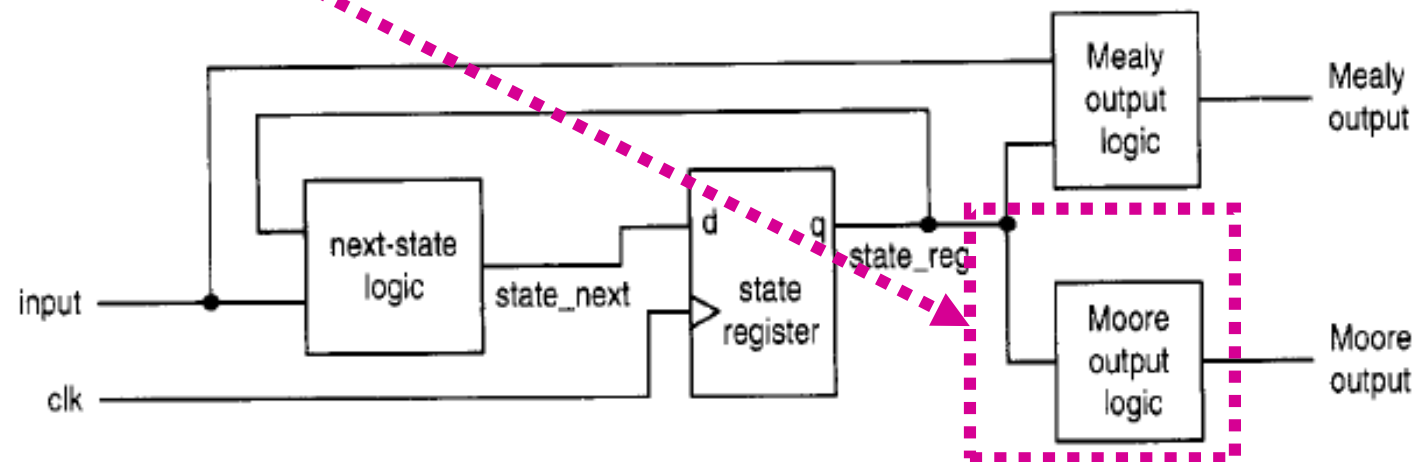 Mealy
output
logic
Mealy
output
next-state
logic
d
q
state_reg
input
state_next
state
register
Moore
output
logic
Moore
output
clk